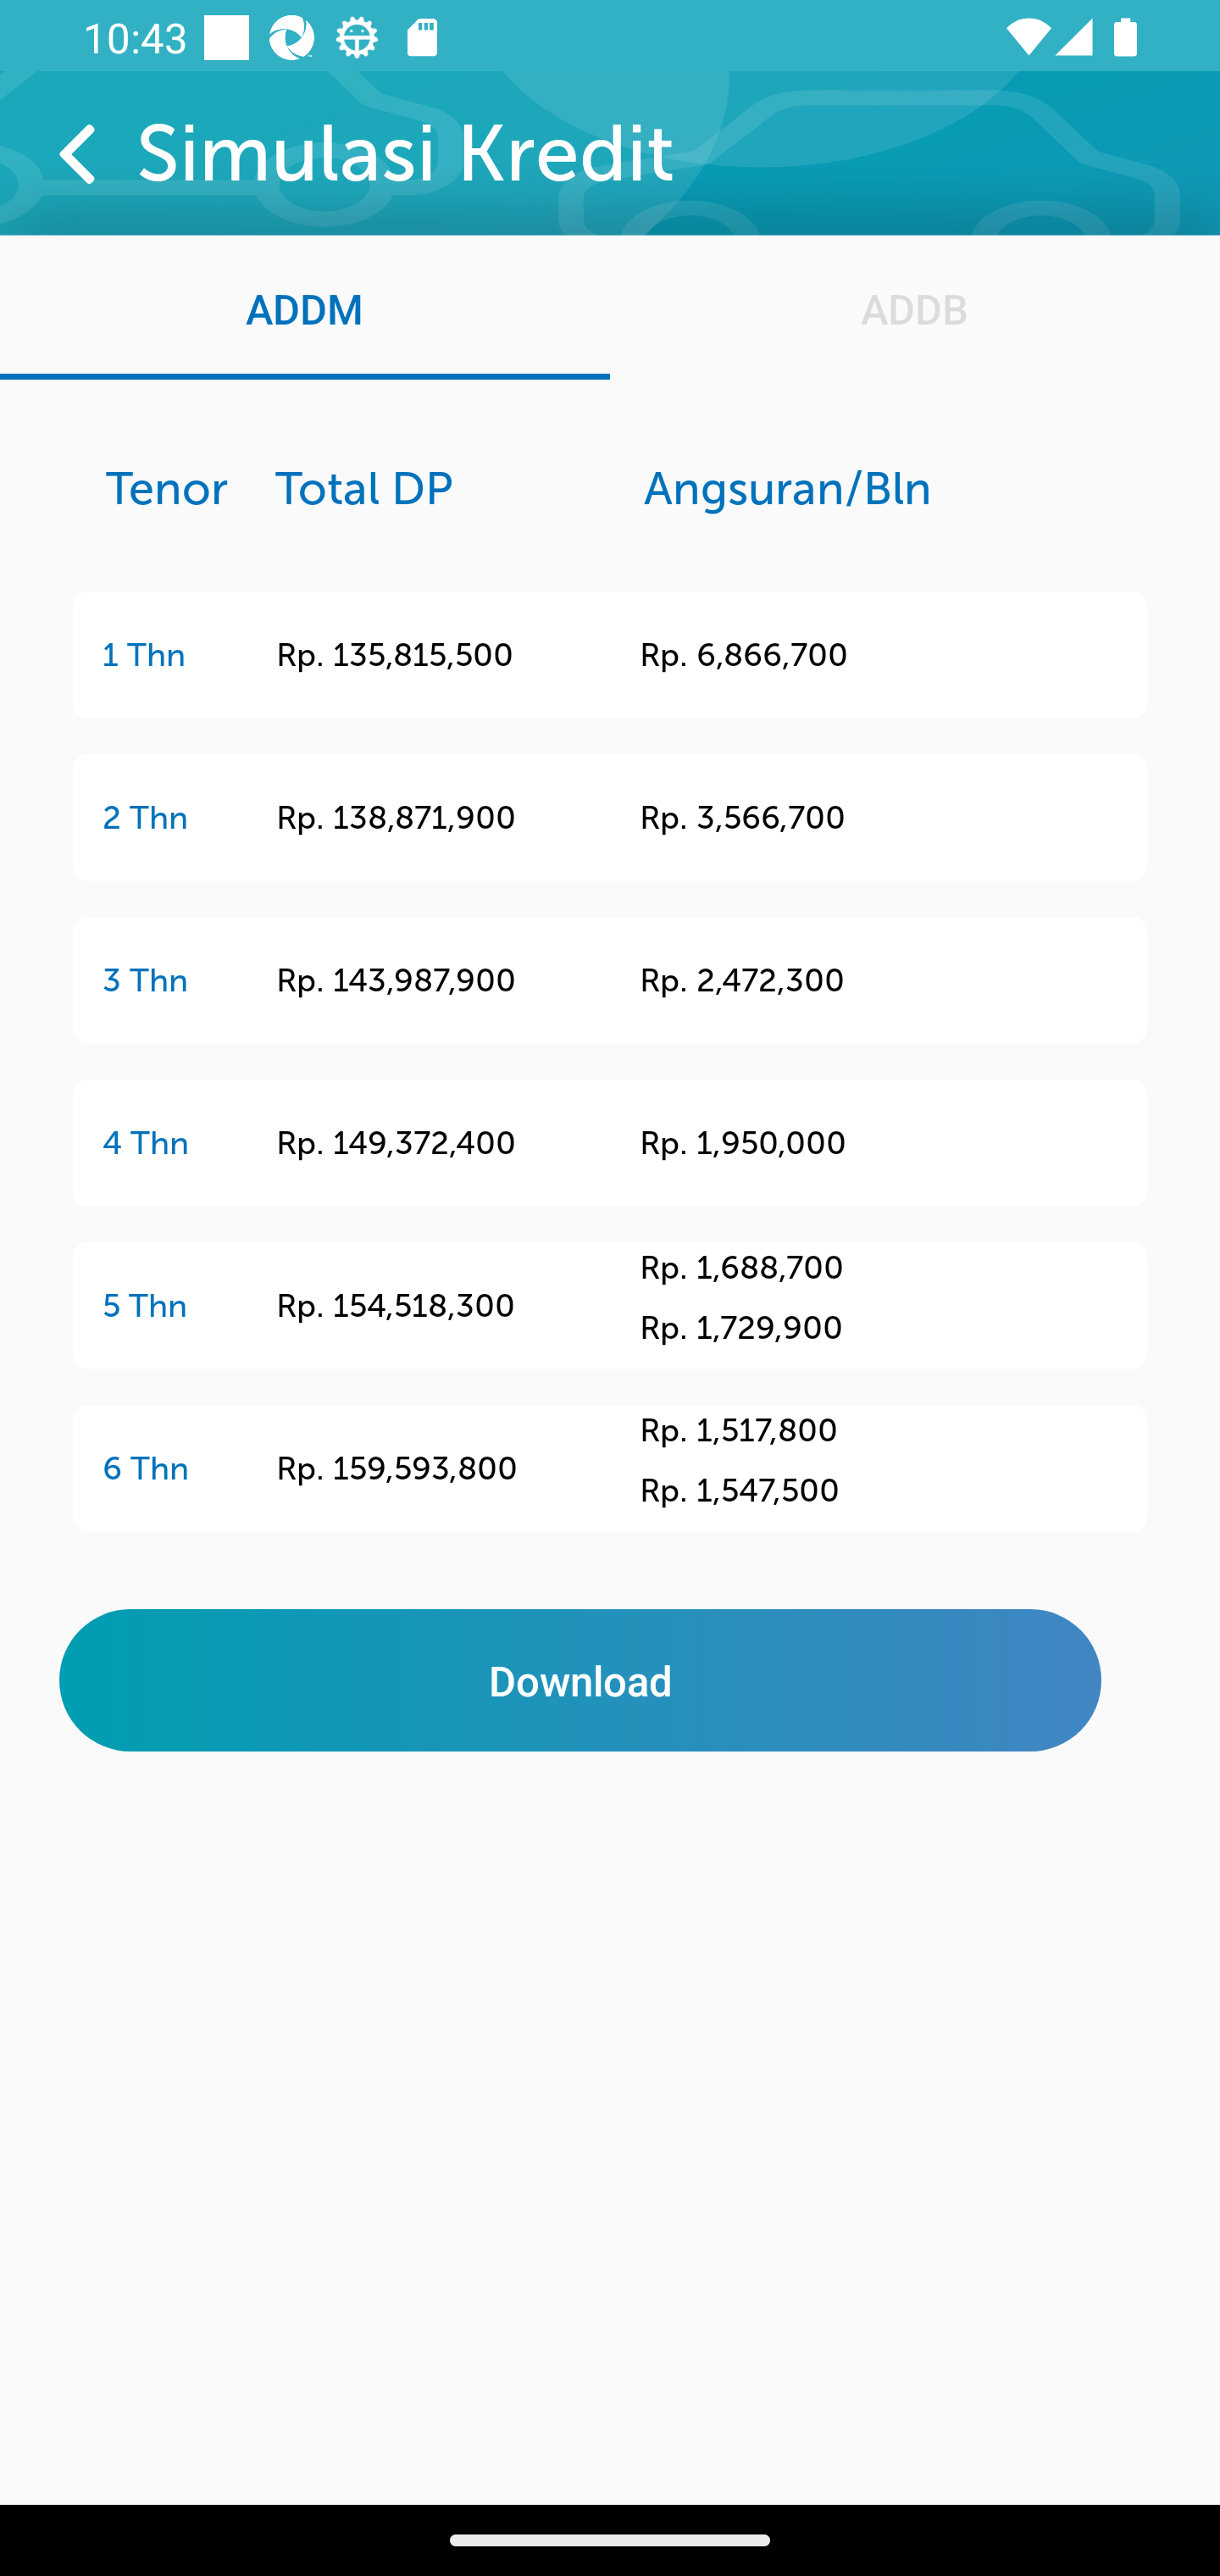 10:43
Simulasi Kredit
ADDM ADDB
Tenor Total DP Angsuran/Bln
1 Thn Rp. 135,815,500 Rp. 6,866,700
2 Thn Rp. 138,871,900 Rp. 3,566,700
3 Thn Rp. 143,987,900 Rp. 2,472,300
4 Thn Rp. 149,372,400 Rp. 1,950,000
5 Thn Rp. 154,518,300 Rp. 1,688,700
Rp. 1,729,900
6 Thn Rp. 159,593,800 Rp. 1,517,800
Rp. 1,547,500
Download